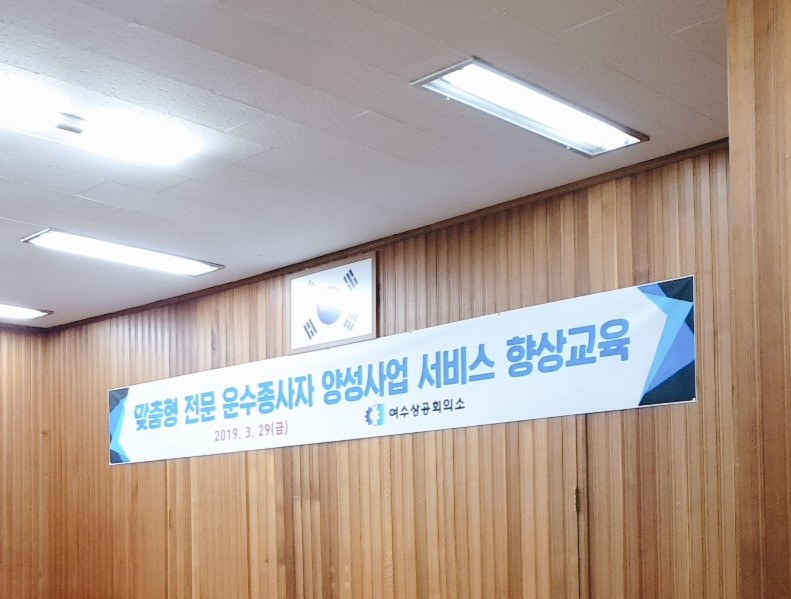 맞춤형 전문 운수종사자 양성사업 서비스 향상교육
2019. 3. 29(금)
여수상공회의소